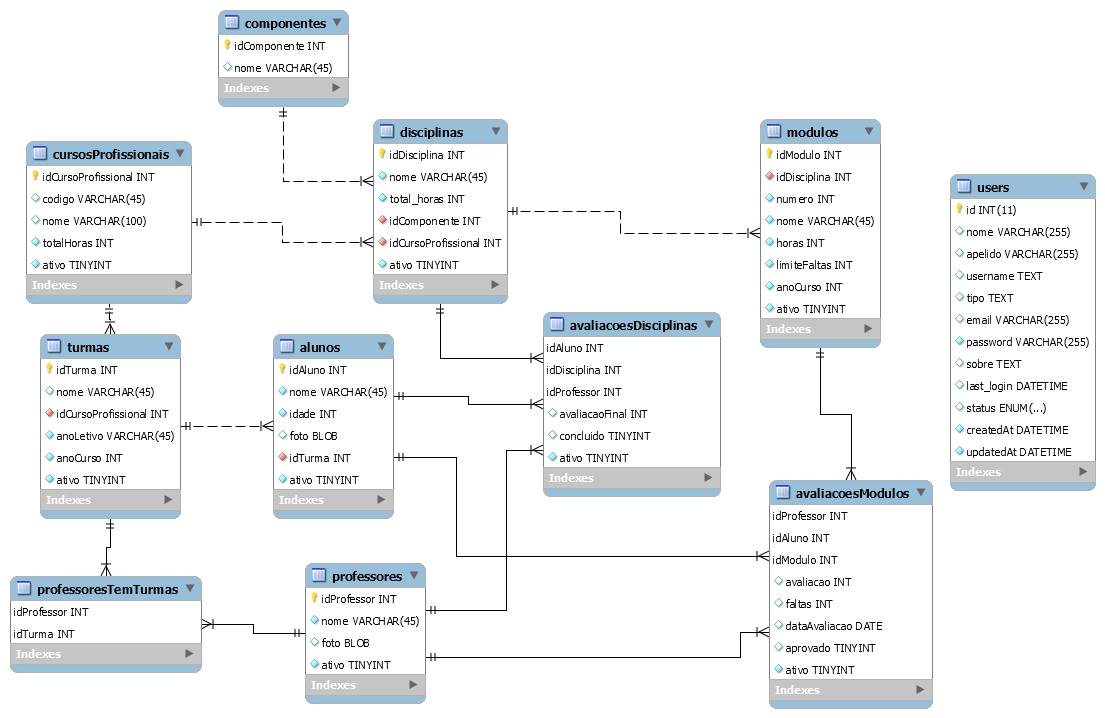 componentes
idComponente INT
nome VARCHAR(45)
Indexes
cursosProfissionais
idCursoProfissional INT
codigo VARCHAR(45)
nome VARCHAR(100)
totalHoras INT
ativo TINYINT
Indexes
disciplinas
idDisciplina INT
nome VARCHAR(45)
total_horas INT
idComponente INT
idCursoProfissional INT
ativo TINYINT
Indexes
modulos
idModulo INT
idDisciplina INT
numero INT
nome VARCHAR(45)
horas INT
limiteFaltas INT
anoCurso INT
ativo TINYINT
Indexes
users
id INT(11)
nome VARCHAR(255)
apelido VARCHAR(255)
username TEXT
tipo TEXT
email VARCHAR(255)
password VARCHAR(255)
sobre TEXT
last_login DATETIME
status ENUM(...)
createdAt DATETIME
updatedAt DATETIME
Indexes
turmas
idTurma INT
nome VARCHAR(45)
idCursoProfissional INT
anoLetivo VARCHAR(45)
anoCurso INT
ativo TINYINT
Indexes
alunos
idAluno INT
nome VARCHAR(45)
idade INT
foto BLOB
idTurma INT
ativo TINYINT
Indexes
avaliacoesDisciplinas
idAluno INT
idDisciplina INT
idProfessor INT
avaliacaoFinal INT
concluido TINYINT
ativo TINYINT
Indexes
avaliacoesModulos
idProfessor INT
idAluno INT
idModulo INT
avaliacao INT
faltas INT
dataAvaliacao DATE
aprovado TINYINT
ativo TINYINT
Indexes
professoresTemTurmas
idProfessor INT
idTurma INT
Indexes
professores
idProfessor INT
nome VARCHAR(45)
foto BLOB
ativo TINYINT
Indexes